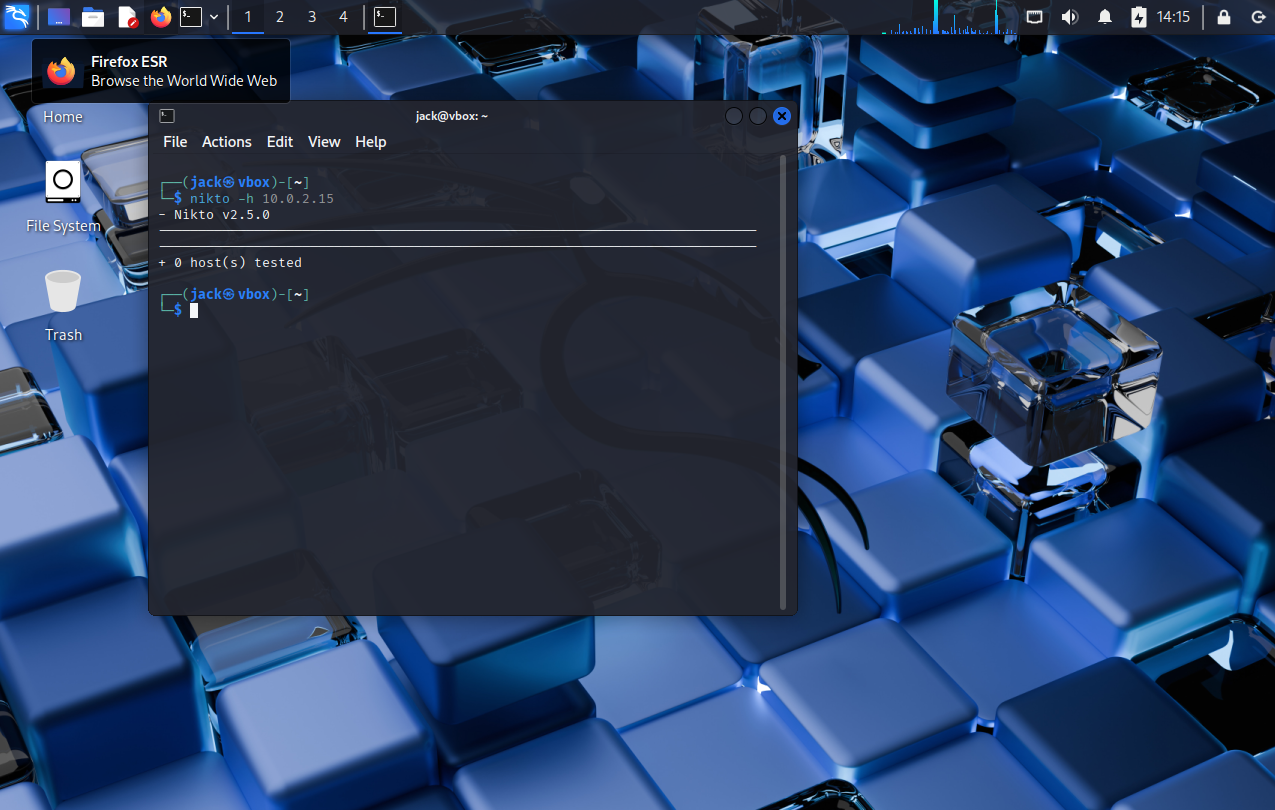 1 2 3 4
14:15
Firefox ESR
Browse the World Wide Web
Home
File System
Trash
jack@vbox: ~
File Actions Edit View Help
┌──(jack㉿vbox)-[~]
└─$ nikto -h 10.0.2.15
- Nikto v2.5.0
+ 0 host(s) tested
┌──(jack㉿vbox)-[~]
└─$